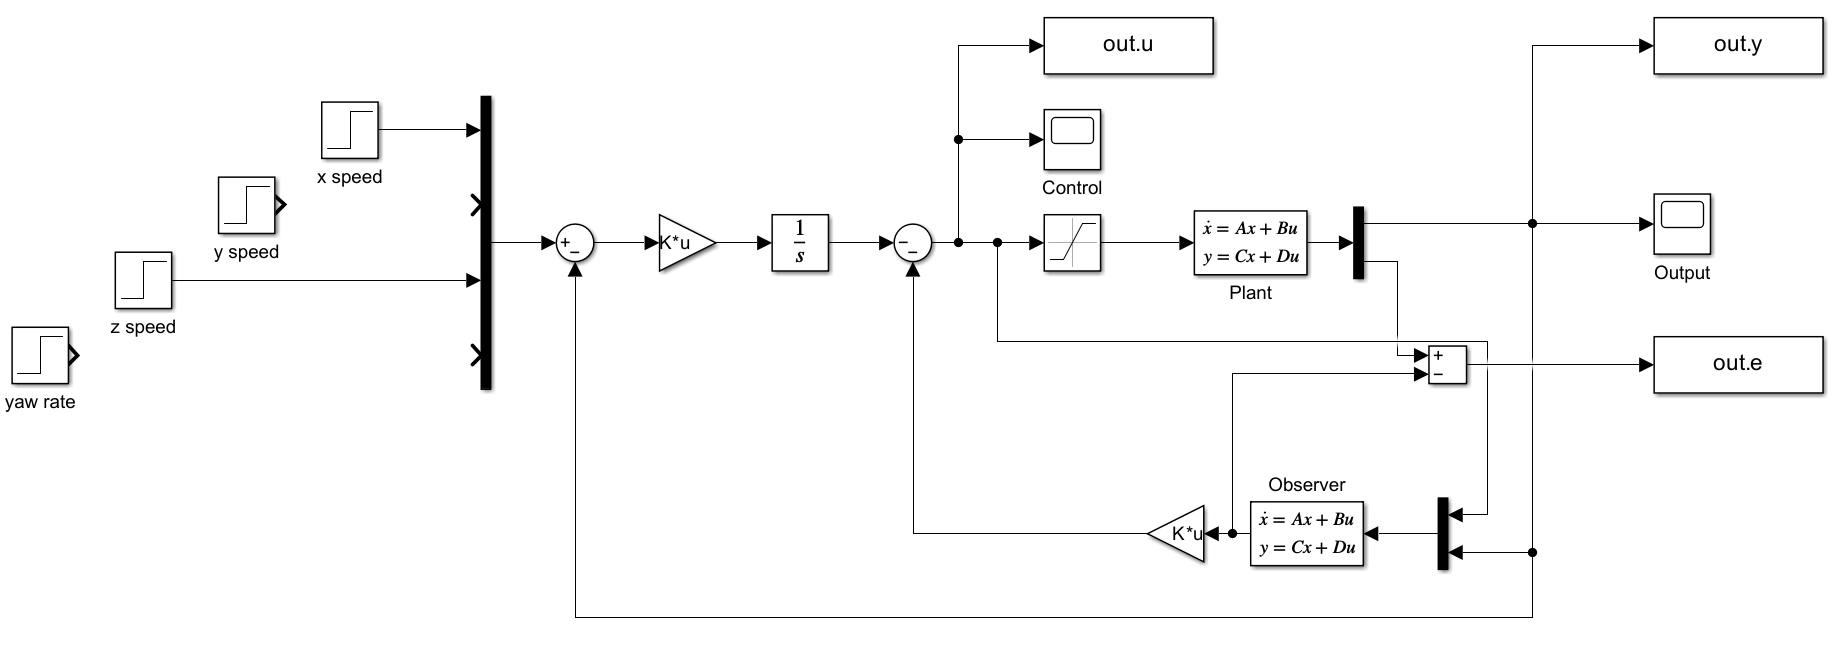 out.u
out.y
x speed
Control
y speed
Output
z speed
yaw rate
+
−
K*u
1
s
−
−
ẋ = Ax + Bu
y = Cx + Du
Plant
+
−
out.e
Observer
K*u
ẋ = Ax + Bu
y = Cx + Du